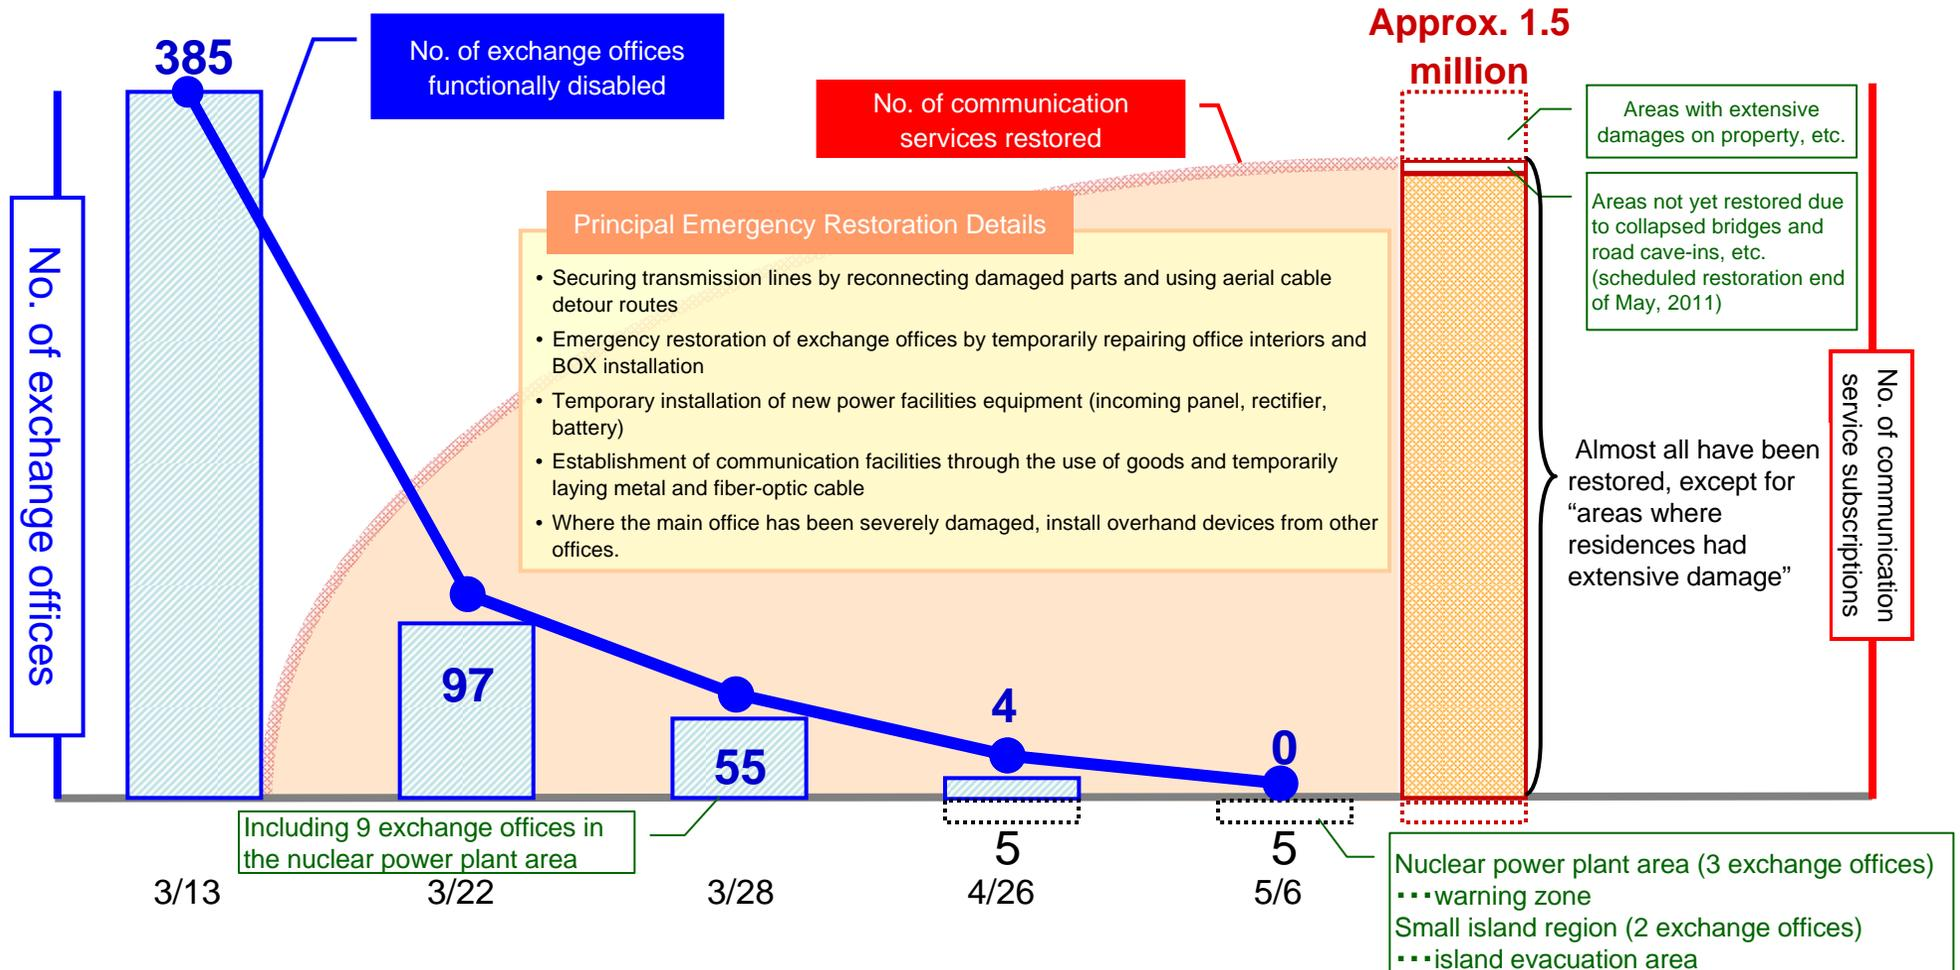 Approx. 1.5
million
385
No. of exchange offices
functionally disabled
No. of communication
services restored
Areas with extensive
damages on property, etc.
Areas not yet restored due
to collapsed bridges and
road cave-ins, etc.
(scheduled restoration end
of May, 2011)
Principal Emergency Restoration Details
• Securing transmission lines by reconnecting damaged parts and using aerial cable
detour routes
• Emergency restoration of exchange offices by temporarily repairing office interiors and
BOX installation
• Temporary installation of new power facilities equipment (incoming panel, rectifier,
battery)
• Establishment of communication facilities through the use of goods and temporarily
laying metal and fiber-optic cable
• Where the main office has been severely damaged, install overhand devices from other
offices.
No. of exchange offices
No. of communication
service subscriptions
Almost all have been
restored, except for
“areas where
residences had
extensive damage”
97
55
4
0
Including 9 exchange offices in
the nuclear power plant area
5
5
3/13
3/22
3/28
4/26
5/6
Nuclear power plant area (3 exchange offices)
･･･warning zone
Small island region (2 exchange offices)
･･･island evacuation area